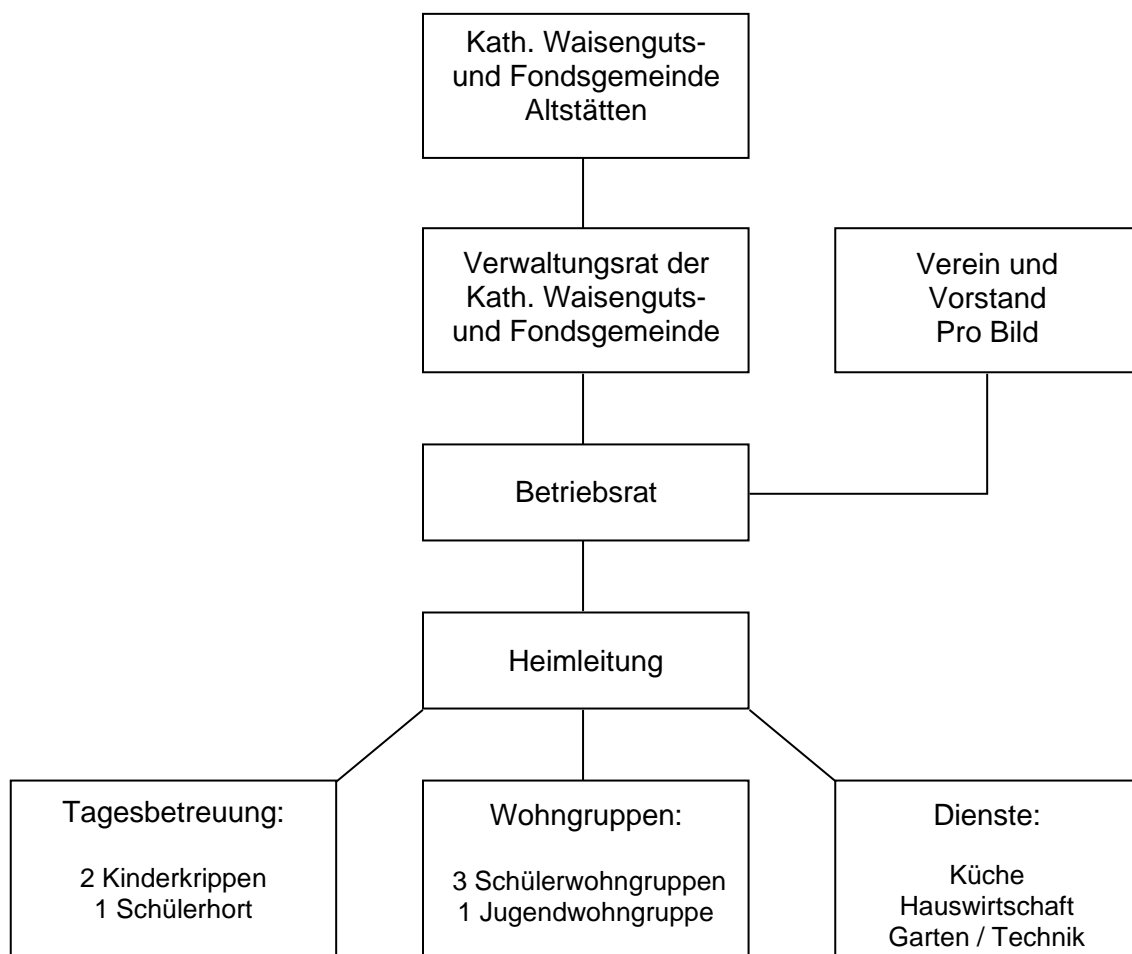 Kath. Waisenguts-
und Fondsgemeinde
Altstätten
Verwaltungsrat der
Kath. Waisenguts-
und Fondsgemeinde
Verein und
Vorstand
Pro Bild
Betriebsrat
Heimleitung
Tagesbetreuung:
2 Kinderkrippen
1 Schülerhort
Wohngruppen:
3 Schülerwohngruppen
1 Jugendwohngruppe
Dienste:
Küche
Hauswirtschaft
Garten / Technik